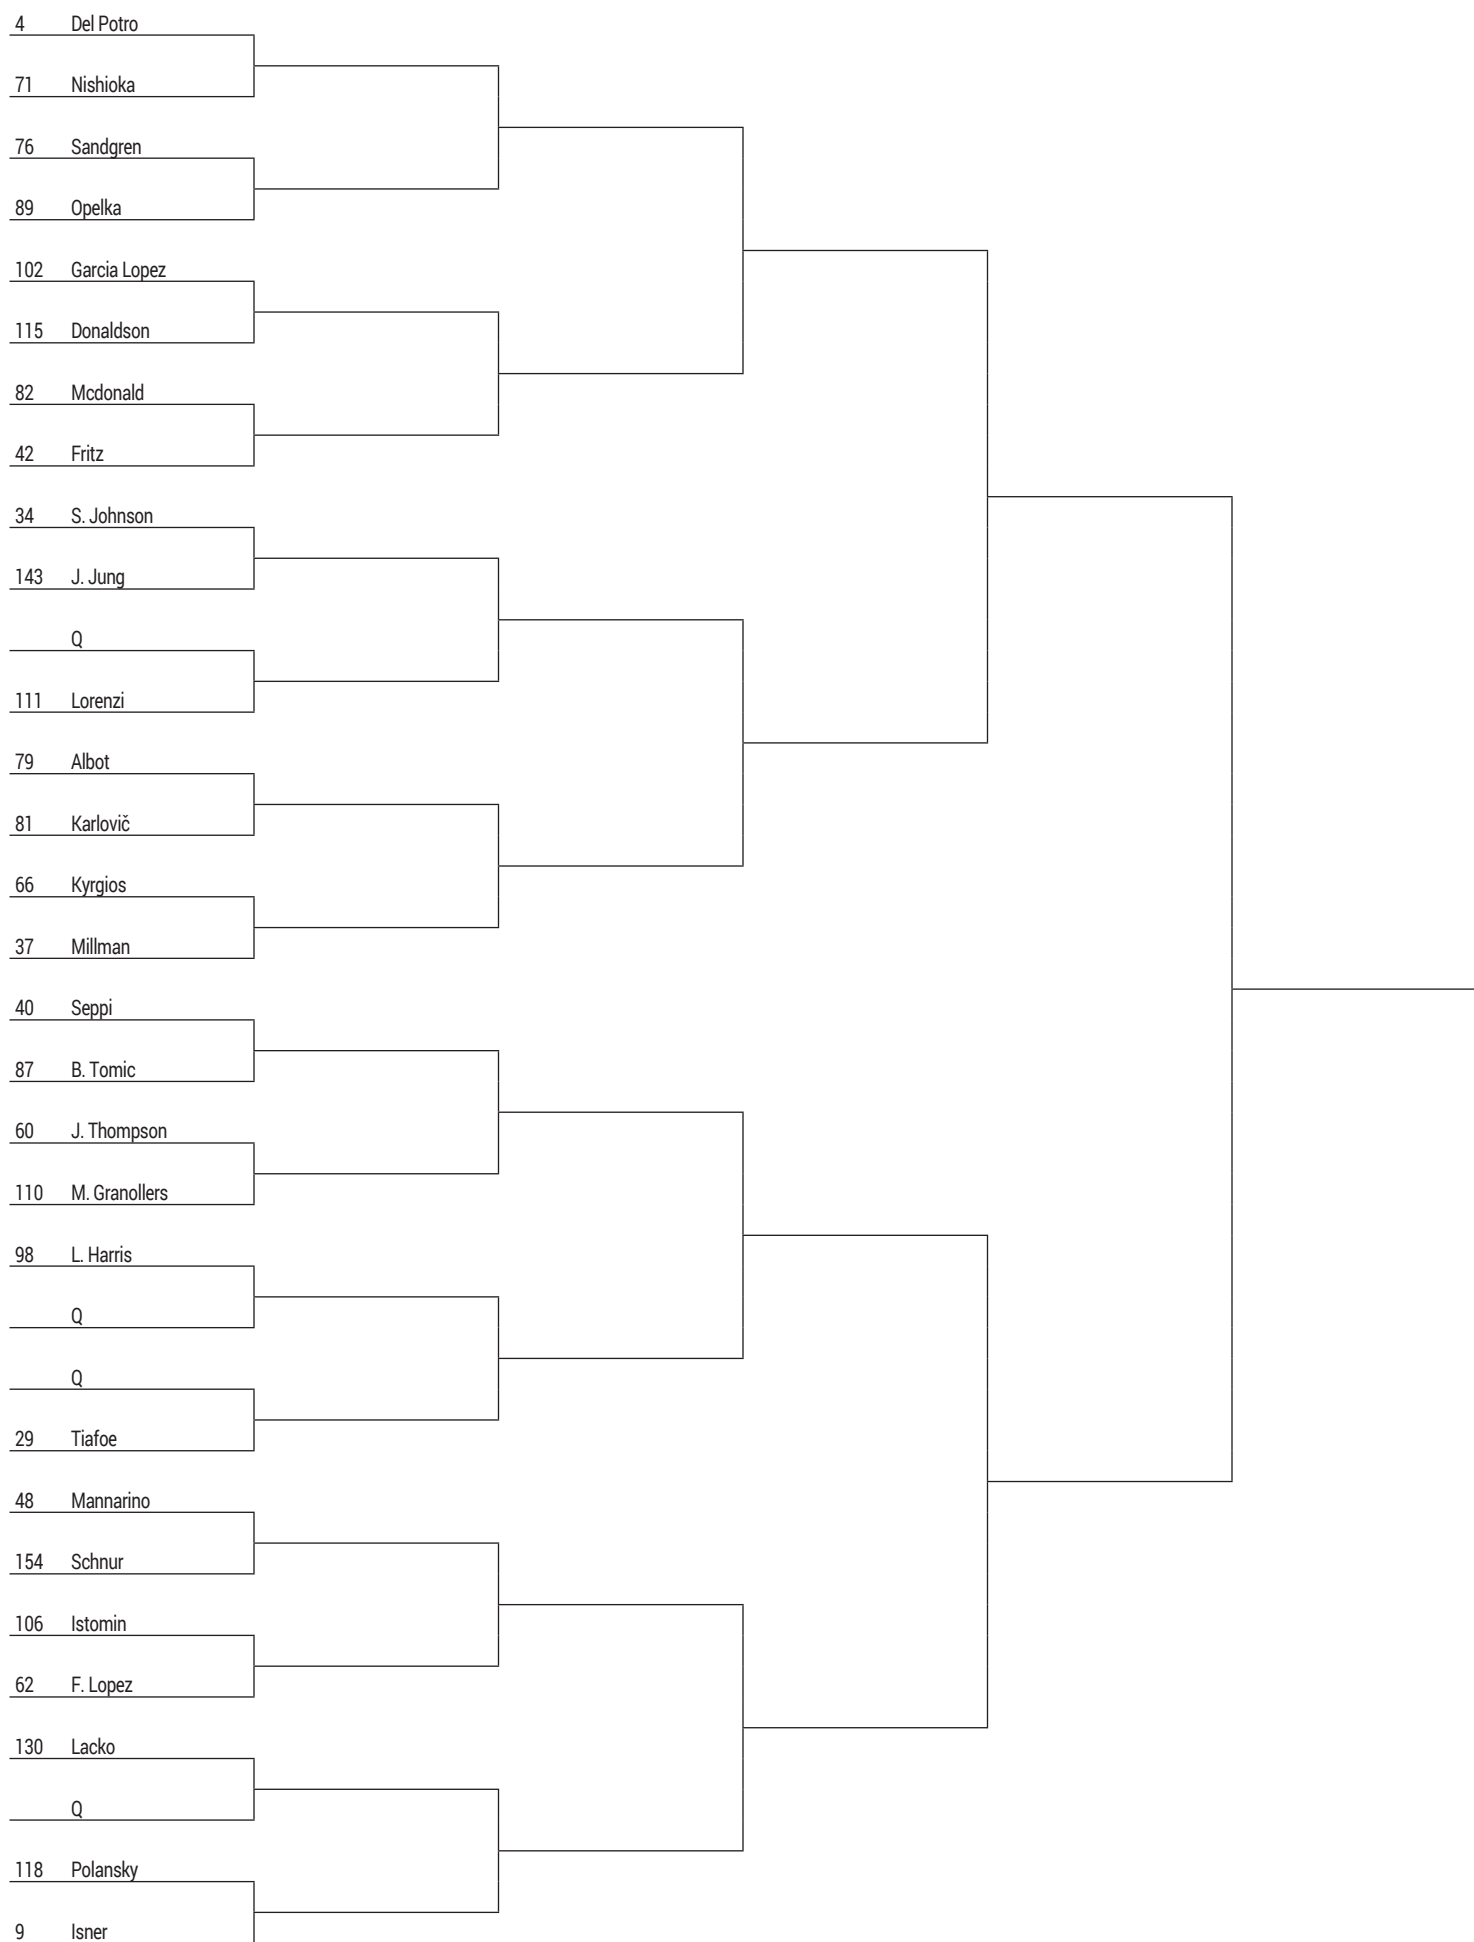 4 Del Potro
71 Nishioka
76 Sandgren
89 Opelka
102 Garcia Lopez
115 Donaldson
82 Mcdonald
42 Fritz
34 S. Johnson
143 J. Jung
Q
111 Lorenzi
79 Albot
81 Karlovič
66 Kyrgios
37 Millman
40 Seppi
87 B. Tomic
60 J. Thompson
110 M. Granollers
98 L. Harris
Q
Q
29 Tiafoe
48 Mannarino
154 Schnur
106 Istomin
62 F. Lopez
130 Lacko
Q
118 Polansky
9 Isner